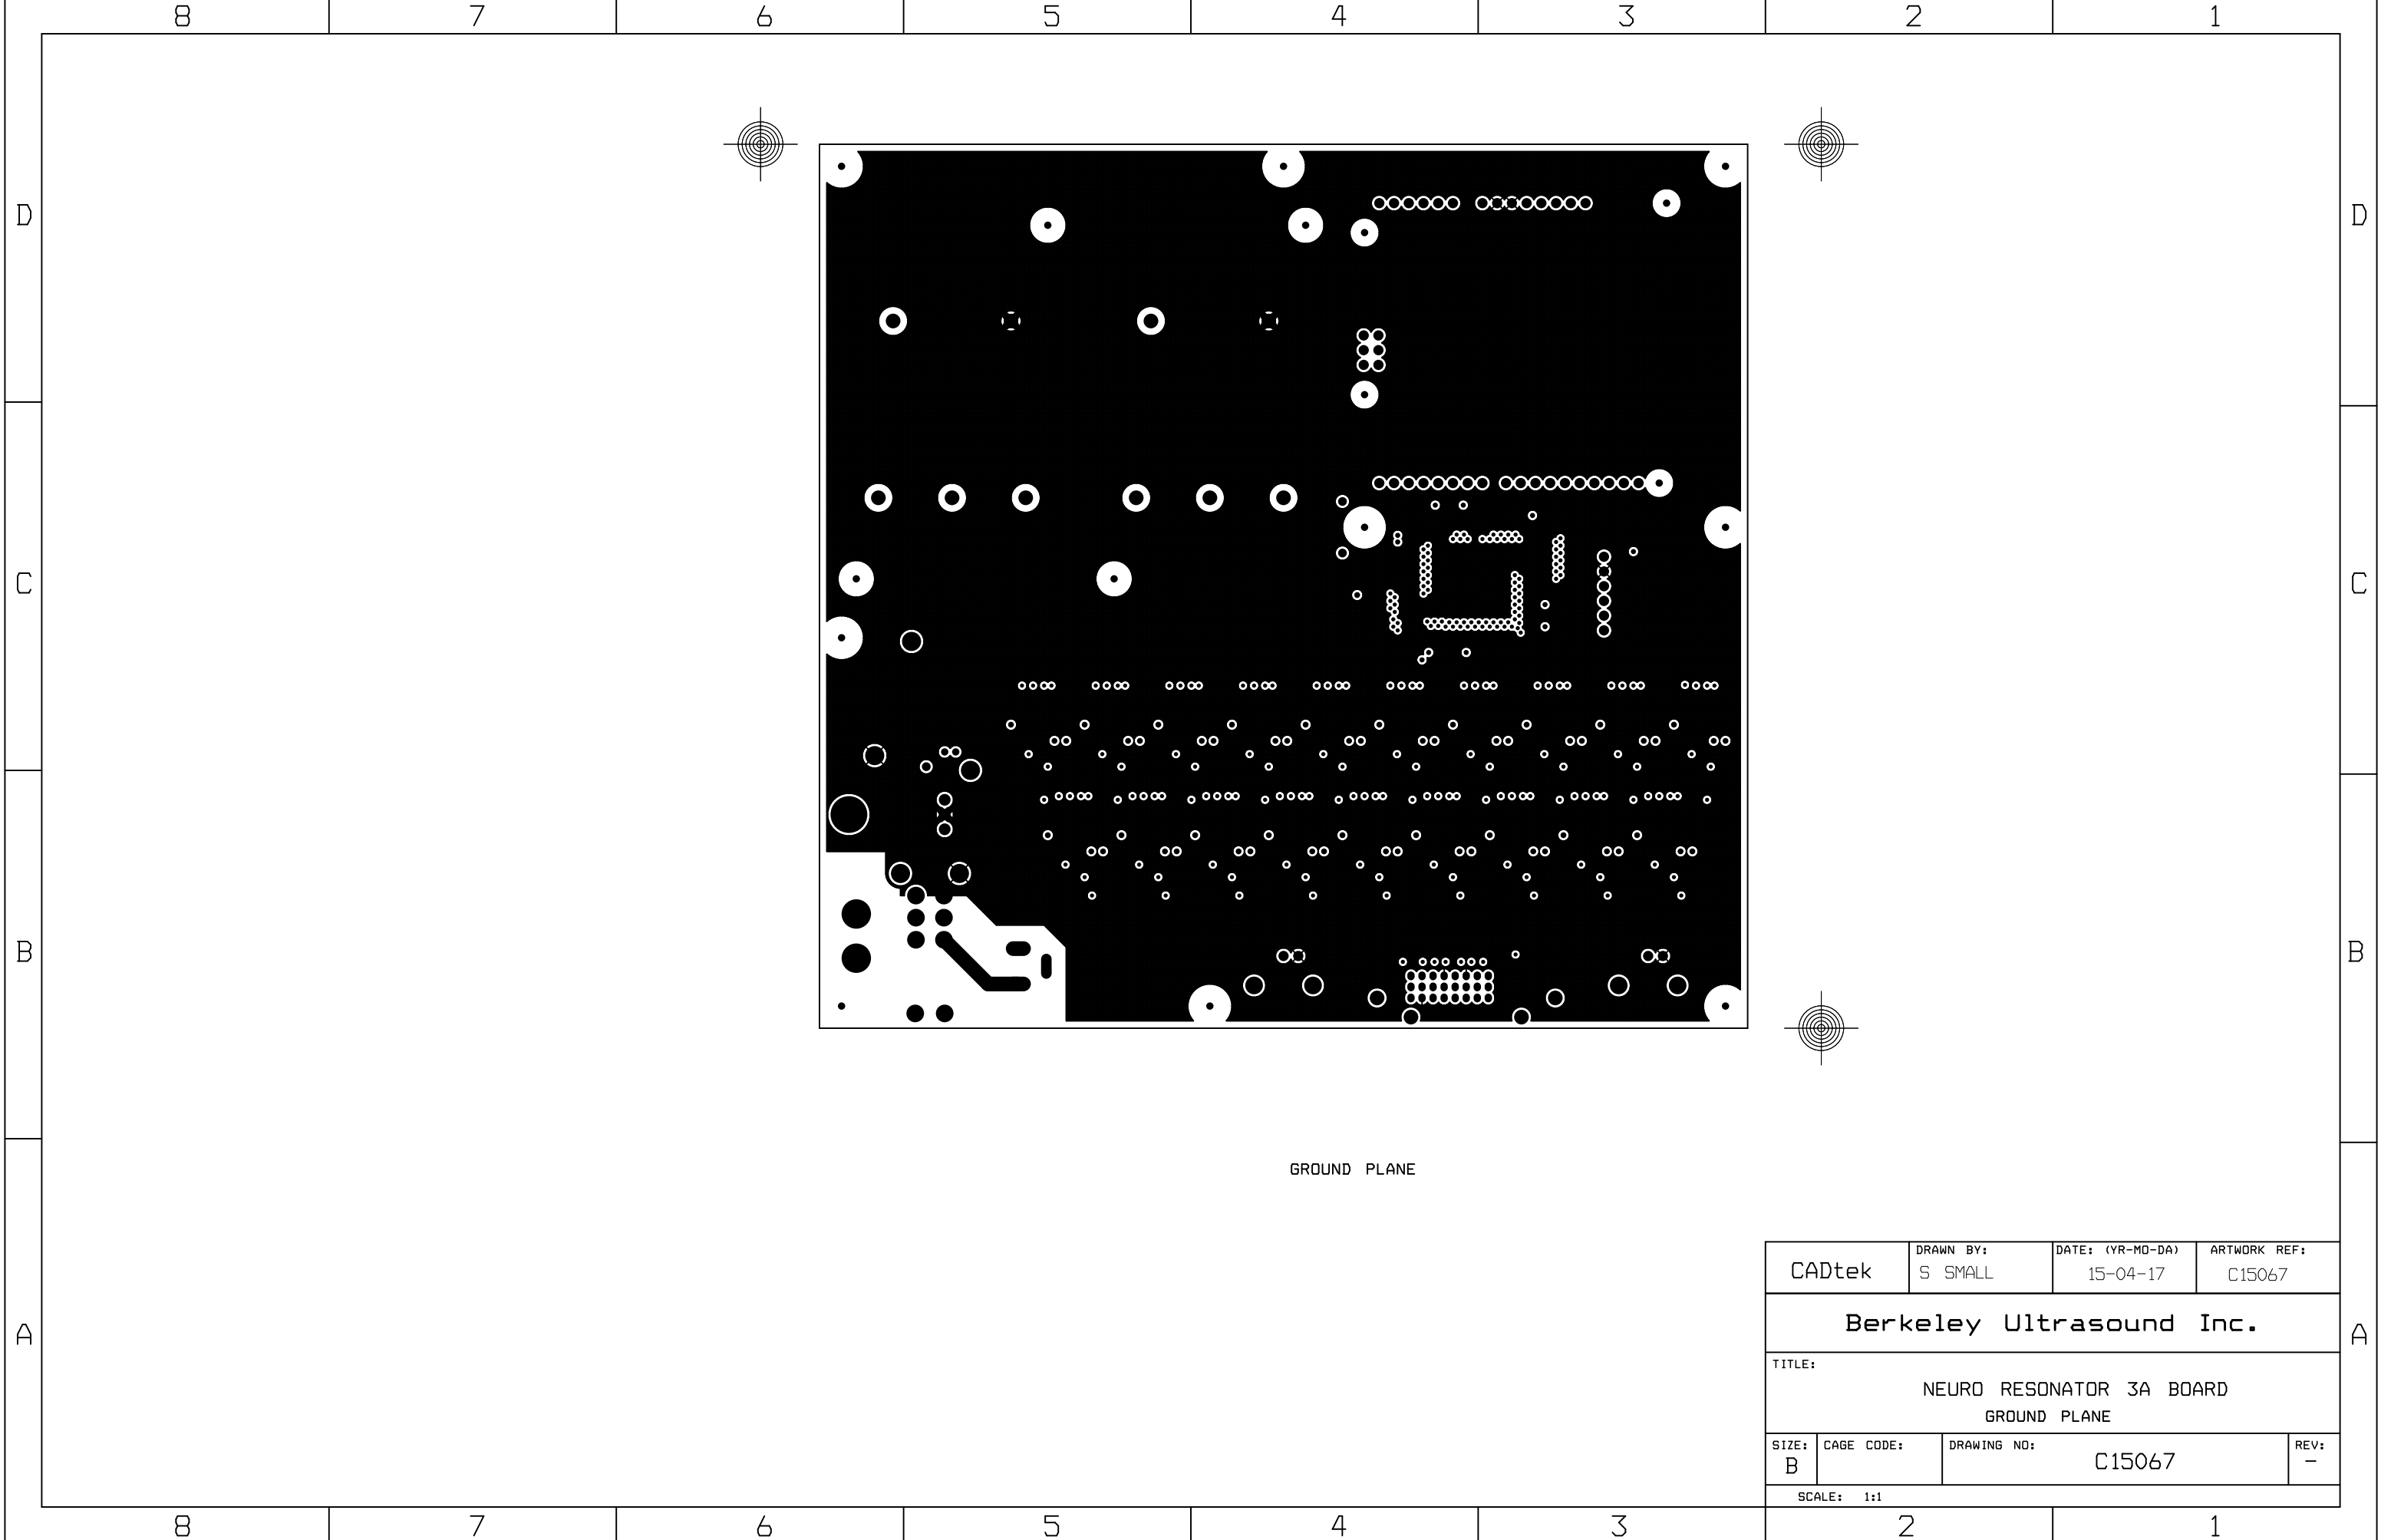 8 7 6 5 4 3 2 1
D D
C C
B B
GROUND PLANE
CADtek
DRAWN BY:
S SMALL
DATE: (YR-MO-DA)
15-04-17
ARTWORK REF:
C15067
Berkeley Ultrasound Inc.
A A
TITLE:
NEURO RESONATOR 3A BOARD
GROUND PLANE
SIZE:
B
CAGE CODE:
DRAWING NO:
C15067
REV:
-
SCALE: 1:1
8 7 6 5 4 3 2 1